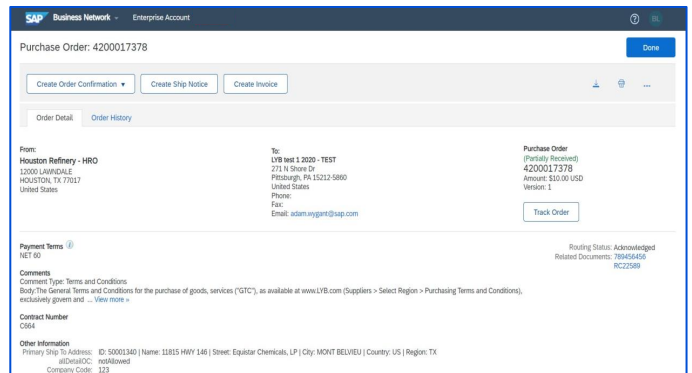 SAP Business Network Enterprise Account ? BL
Purchase Order: 4200017378 Done
Create Order Confirmation Create Ship Notice Create Invoice ...
Order Detail Order History
From:
Houston Refinery - HRO
12000 LAWNDALE
HOUSTON, TX 77017
United States
To:
LYB test 1 2020 - TEST
271 N Shore Dr
Pittsburgh, PA 15212-5860
United States
Phone:
Fax:
Email: adam.wygant@sap.com
Purchase Order
(Partially Received)
4200017378
Amount: $10.00 USD
Version: 1
Track Order
Payment Terms i
NET 60
Routing Status: Acknowledged
Related Documents: 789456456
RC22589
Comments
Comment Type: Terms and Conditions
Body:The General Terms and Conditions for the purchase of goods, services ("GTC"), as available at www.LYB.com (Suppliers > Select Region > Purchasing Terms and Conditions),
exclusively govern and ... View more »
Contract Number
C664
Other Information
Primary Ship To Address: ID: 50001340 | Name: 11815 HWY 146 | Street: Equistar Chemicals, LP | City: MONT BELVIEU | Country: US | Region: TX
allDetailOC: notAllowed
Company Code: 123